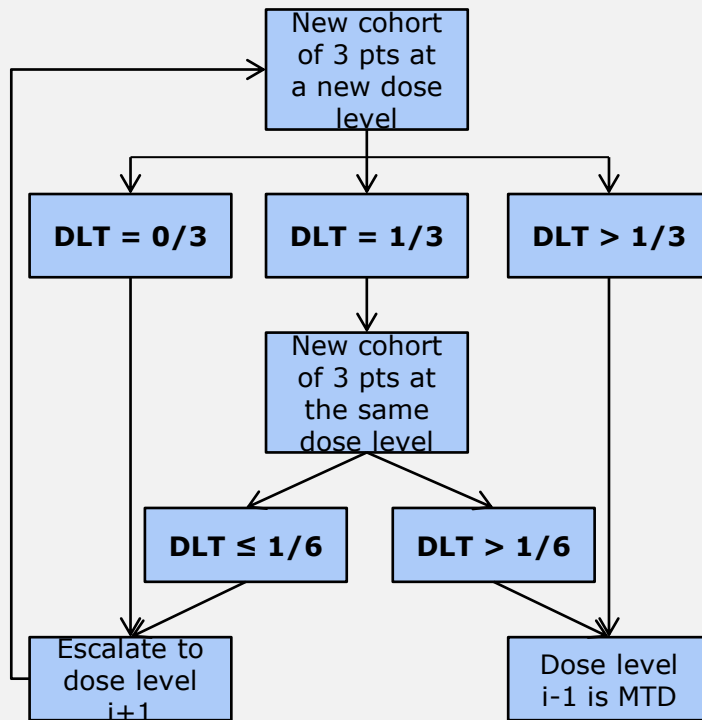 New cohort
of 3 pts at
a new dose
level
DLT = 0/3
DLT = 1/3
DLT > 1/3
New cohort
of 3 pts at
the same
dose level
DLT ≤ 1/6
DLT > 1/6
Escalate to
dose level
i+1
Dose level
i-1 is MTD